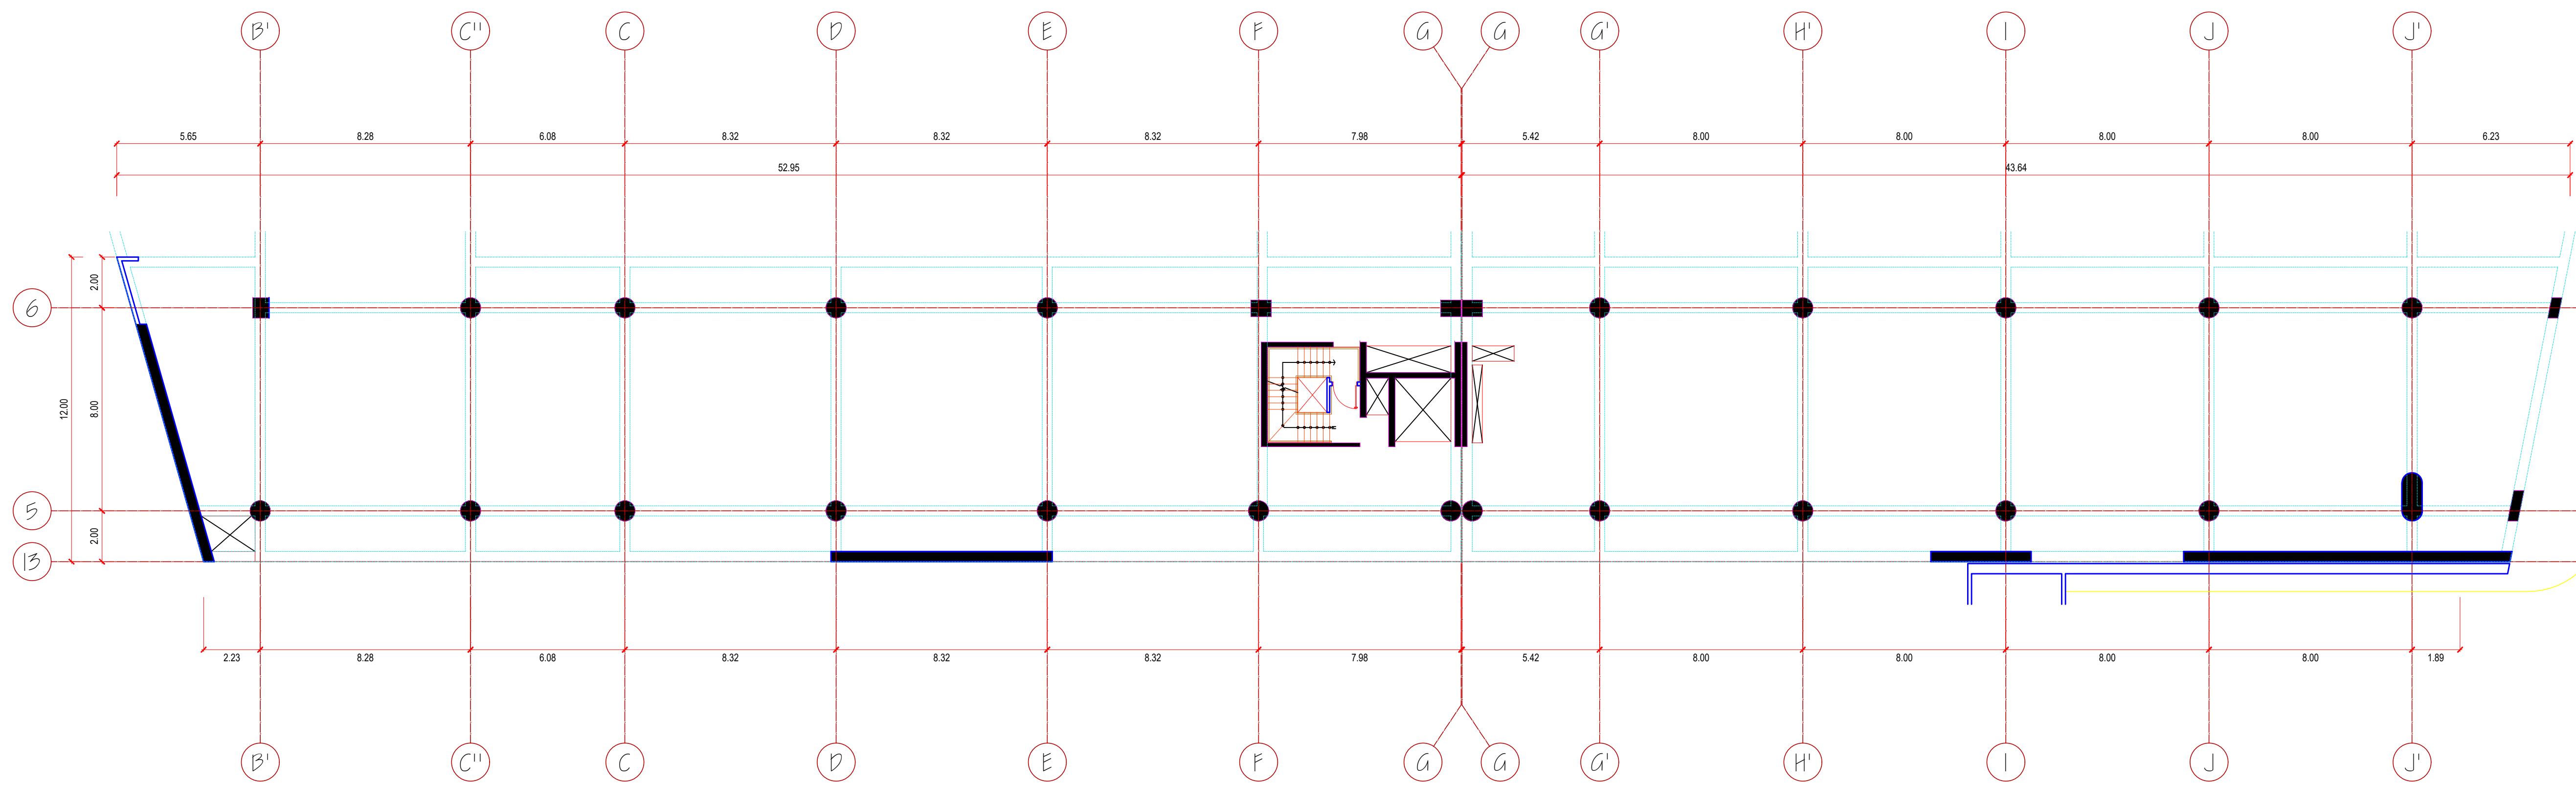 B' C'' C D E F G G G' H' I J J'
5.65 8.28 6.08 8.32 8.32 8.32 7.98 5.42 8.00 8.00 8.00 8.00 6.23
52.95 43.64
2.00
6
12.00 8.00
5
2.00
13
2.23 8.28 6.08 8.32 8.32 8.32 7.98 5.42 8.00 8.00 8.00 8.00 1.89
B' C'' C D E F G G G' H' I J J'